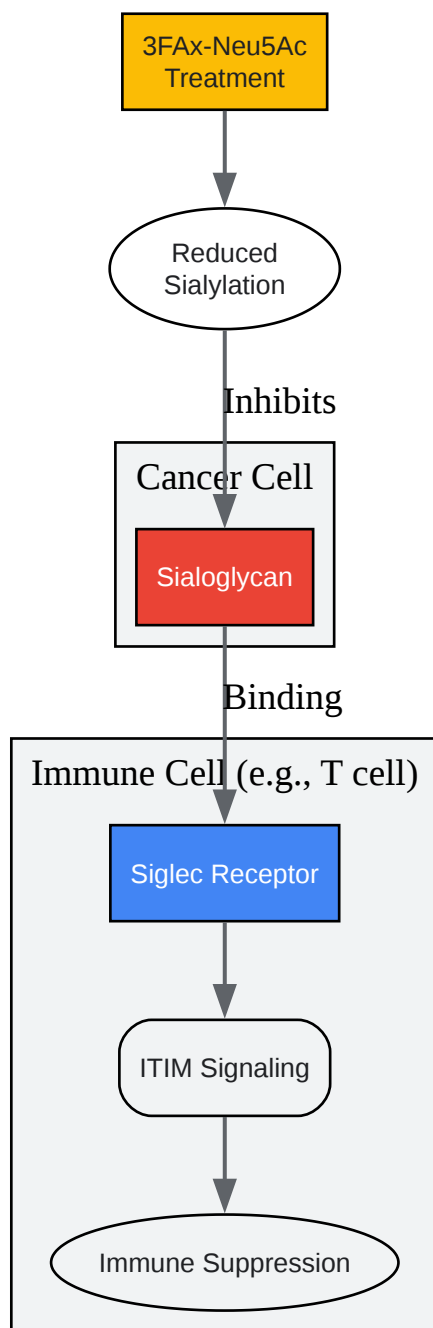 3FAx-Neu5Ac
Treatment
Reduced
Sialylation
Inhibits
Cancer Cell
Sialoglycan
Binding
Immune Cell (e.g., T cell)
Siglec Receptor
ITIM Signaling
Immune Suppression